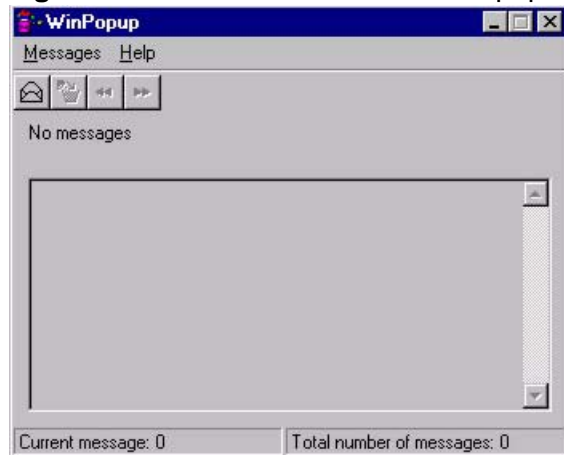 WinPopup
Messages Help
No messages
Current message: 0 Total number of messages: 0